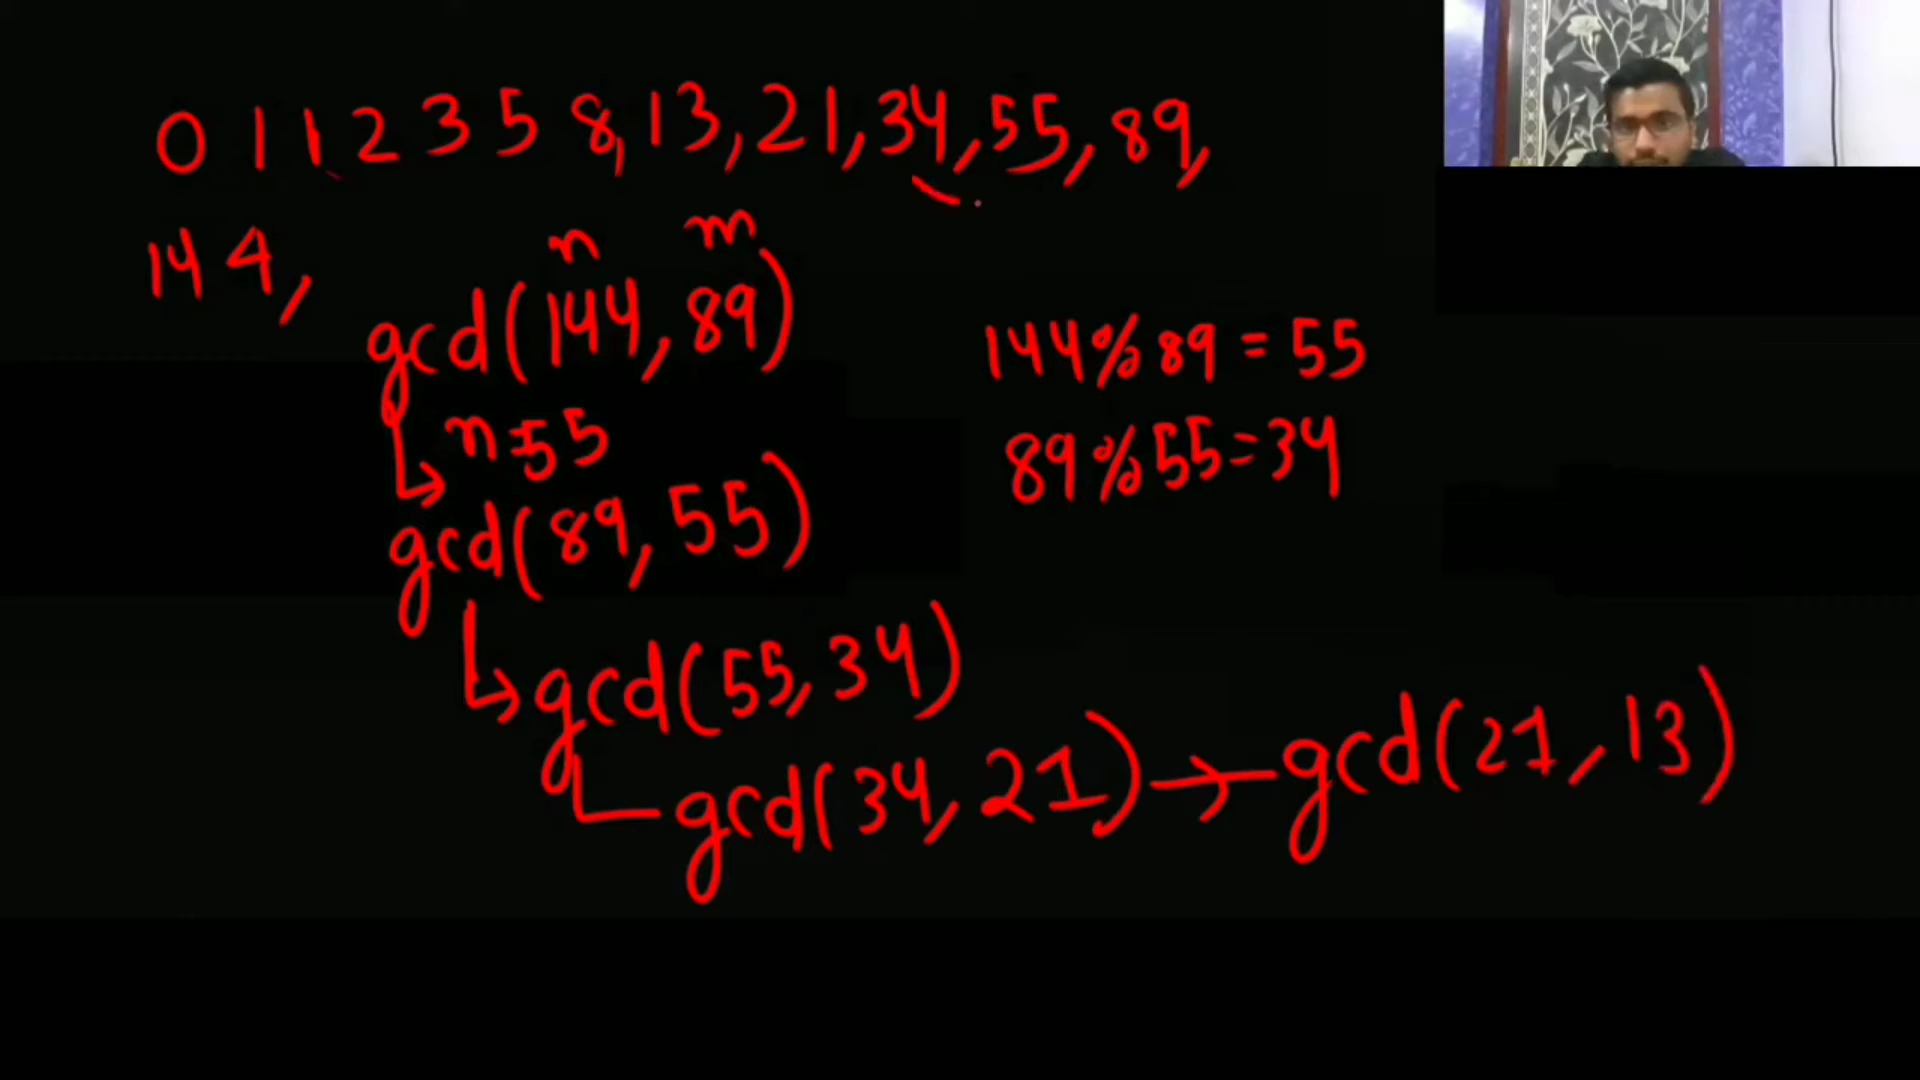 0 1 1 2 3 5 8, 13, 21, 34, 55, 89,
144,
n m
gcd(144, 89)
144 % 89 = 55
n=55
89 % 55 = 34
gcd(89, 55)
gcd(55, 34)
gcd(34, 21) → gcd(21, 13)